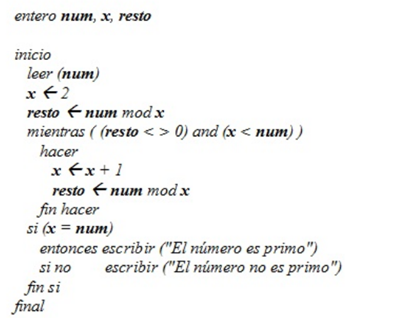 entero num, x, resto
inicio
leer (num)
x ← 2
resto ← num mod x
mientras ( (resto < > 0) and (x < num) )
hacer
x ← x + 1
resto ← num mod x
fin hacer
si (x = num)
entonces escribir ("El número es primo")
si no escribir ("El número no es primo")
fin si
final